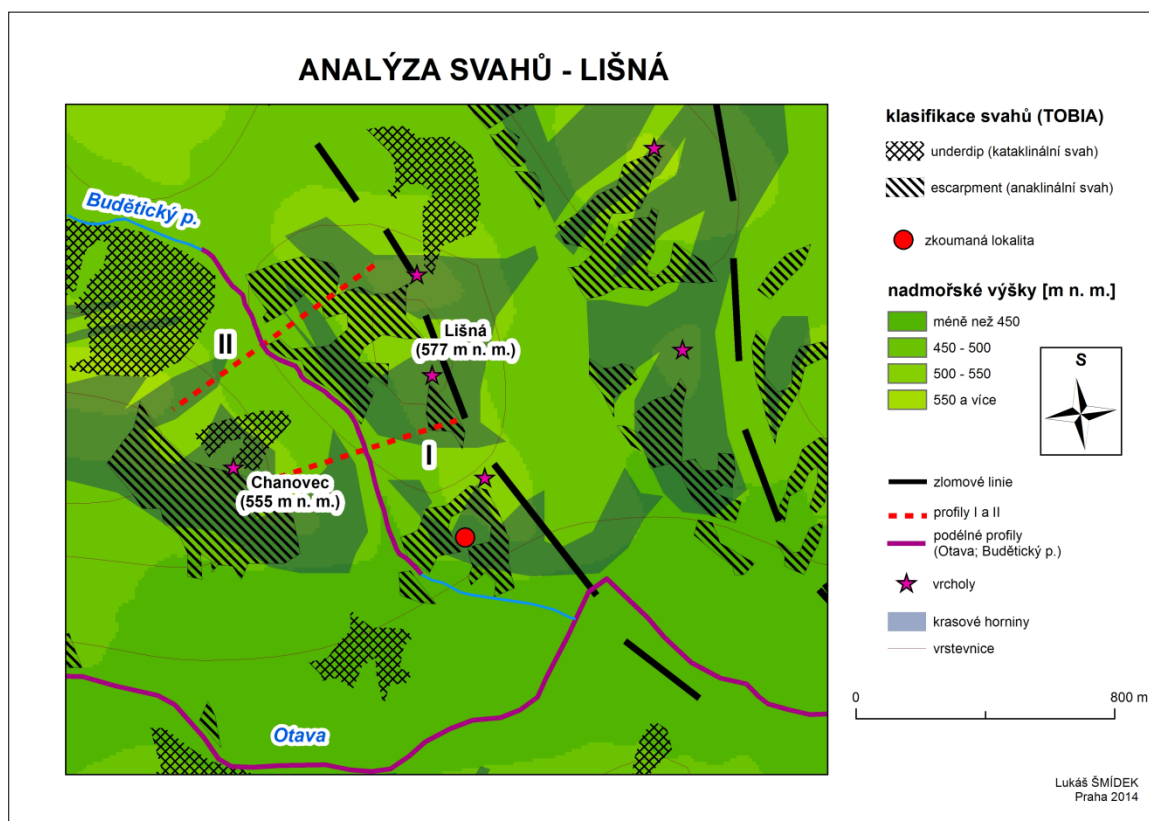 ANALÝZA SVAHŮ - LIŠNÁ
Budětický p.
II
Lišná
(577 m n. m.)
I
Chanovec
(555 m n. m.)
Otava
klasifikace svahů (TOBIA)
underdip (kataklinální svah)
escarpment (anaklinální svah)
zkoumaná lokalita
nadmořské výšky [m n. m.]
méně než 450
450 - 500
500 - 550
550 a více
S
zlomové linie
profily I a II
podélné profily
(Otava; Budětický p.)
vrcholy
krasové horniny
vrstevnice
0 800 m
Lukáš ŠMÍDEK
Praha 2014